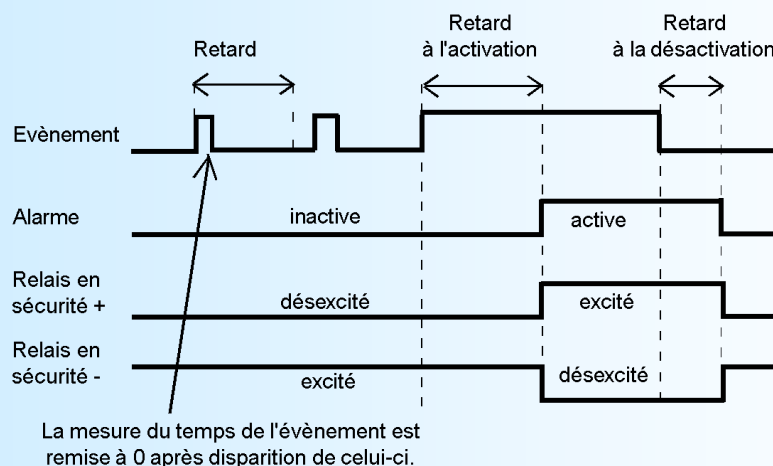 Retard
Retard
à l'activation
Retard
à la désactivation
Evènement
Alarme
inactive
active
Relais en
sécurité +
désexcité
excité
Relais en
sécurité -
excité
désexcité
La mesure du temps de l'évènement est
remise à 0 après disparition de celui-ci.